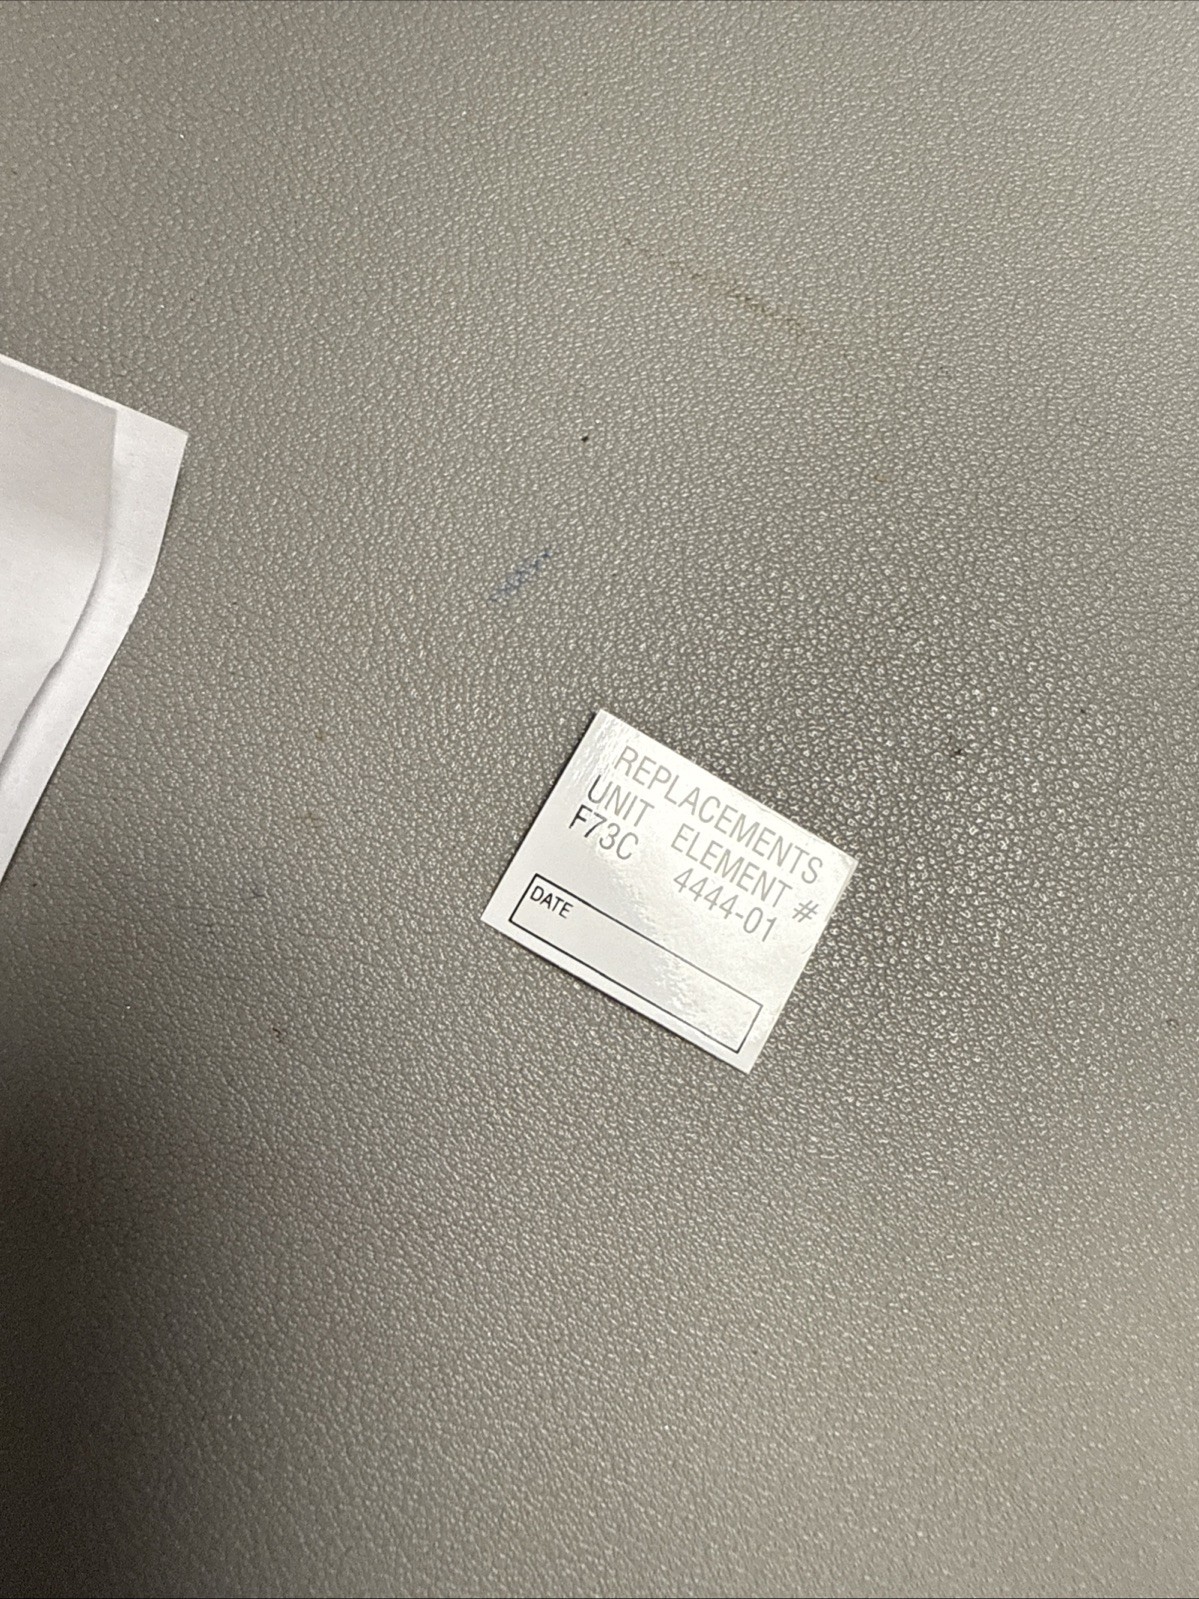 REPLACEMENTS
UNIT ELEMENT #
F73C 4444-01
DATE